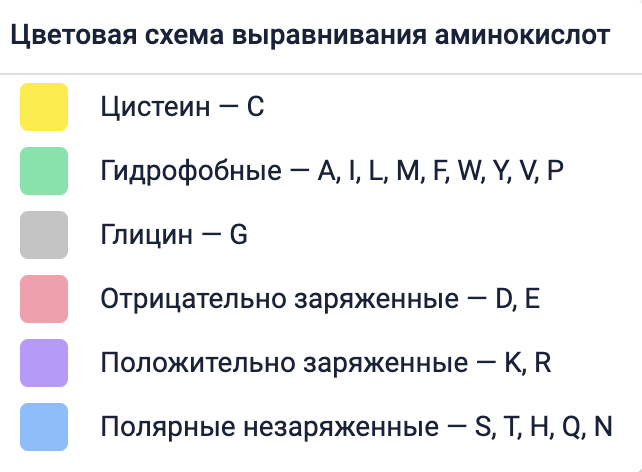 Цветовая схема выравнивания аминокислот
Цистеин — C
Гидрофобные — A, I, L, M, F, W, Y, V, P
Глицин — G
Отрицательно заряженные — D, E
Положительно заряженные — K, R
Полярные незаряженные — S, T, H, Q, N